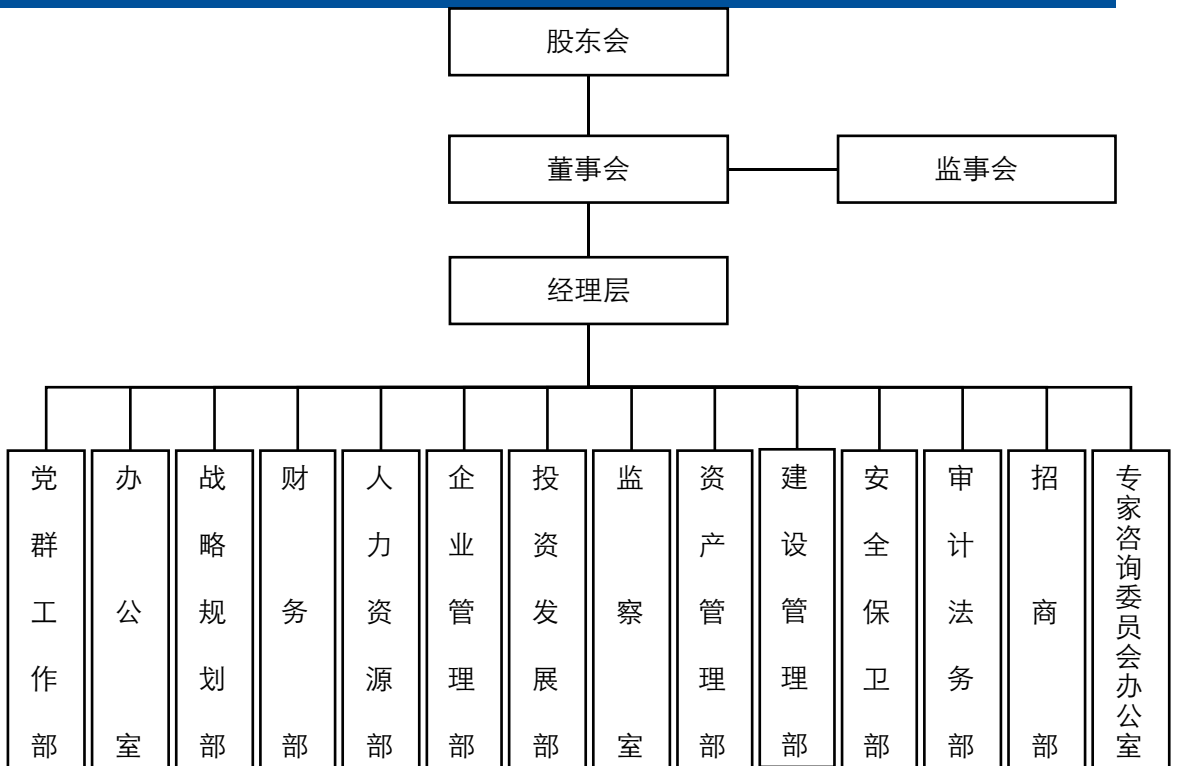 股东会
董事会
监事会
经理层
党群工作部
办公室
战略规划部
财务部
人力资源部
企业管理部
投资发展部
监察室
资产管理部
建设管理部
安全保卫部
审计法务部
招商部
专家咨询委员会办公室